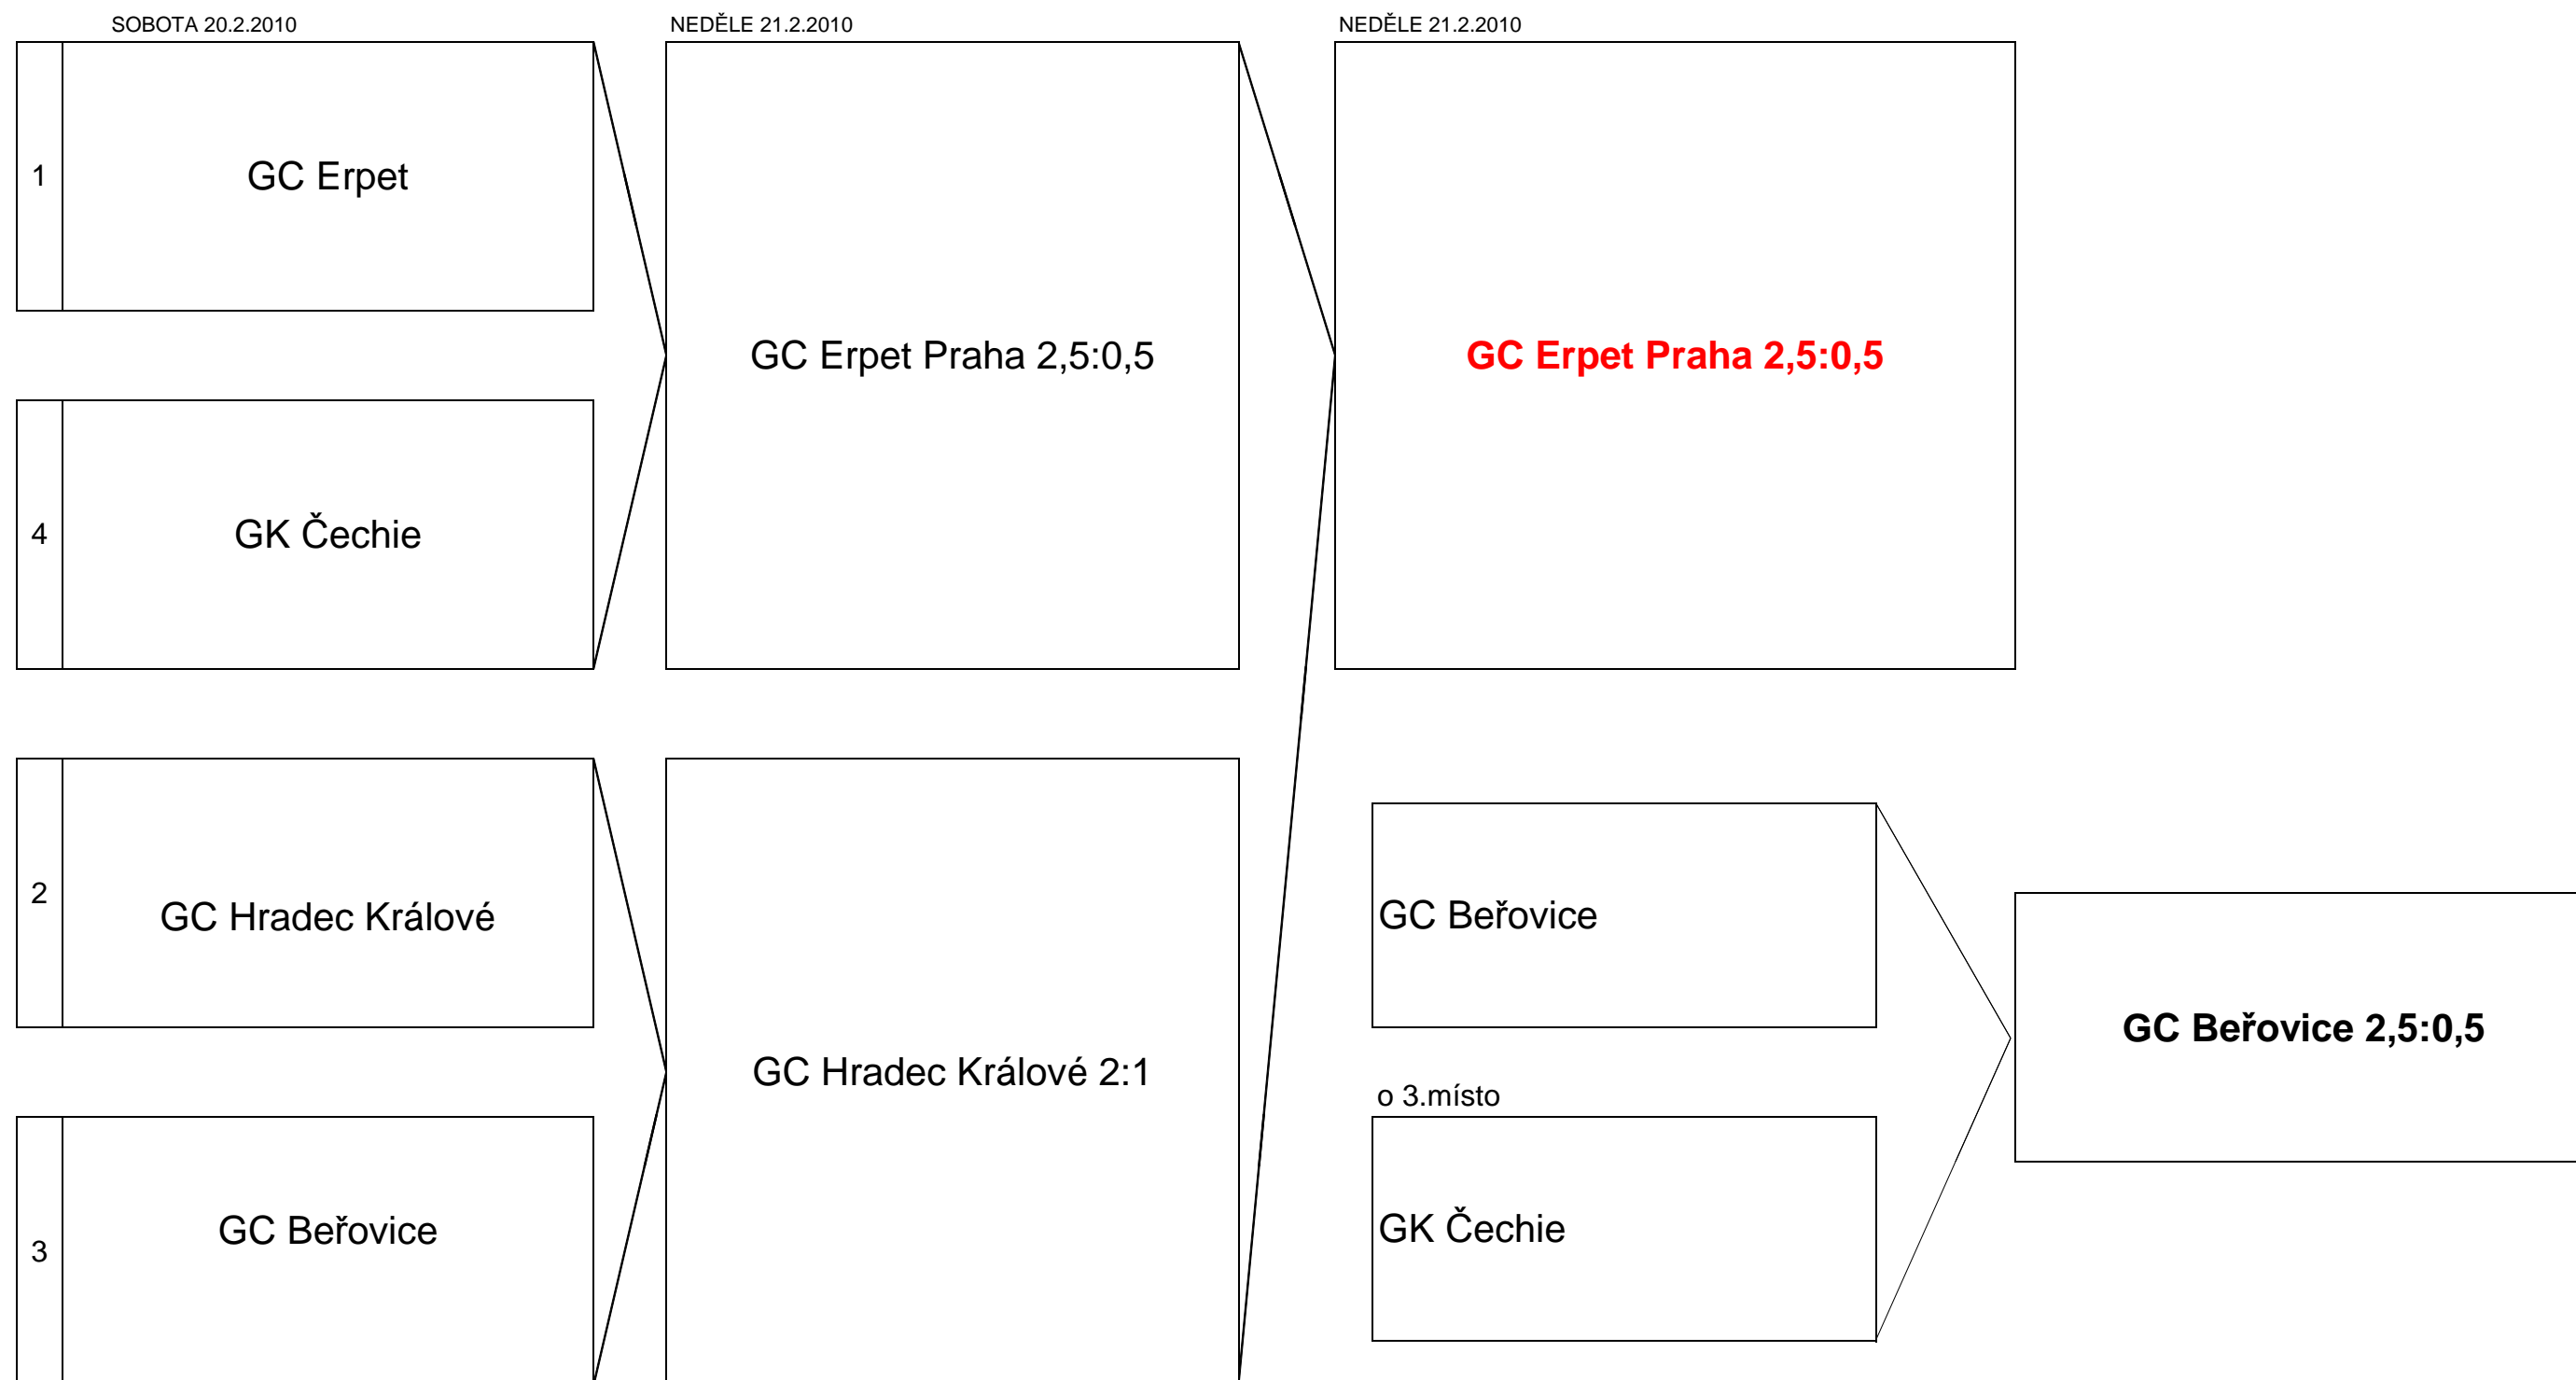 SOBOTA 20.2.2010
NEDĚLE 21.2.2010
NEDĚLE 21.2.2010
1
GC Erpet
GC Erpet Praha 2,5:0,5
GC Erpet Praha 2,5:0,5
4
GK Čechie
2
GC Hradec Králové
GC Beřovice
GC Beřovice 2,5:0,5
GC Hradec Králové 2:1
o 3.místo
3
GC Beřovice
GK Čechie